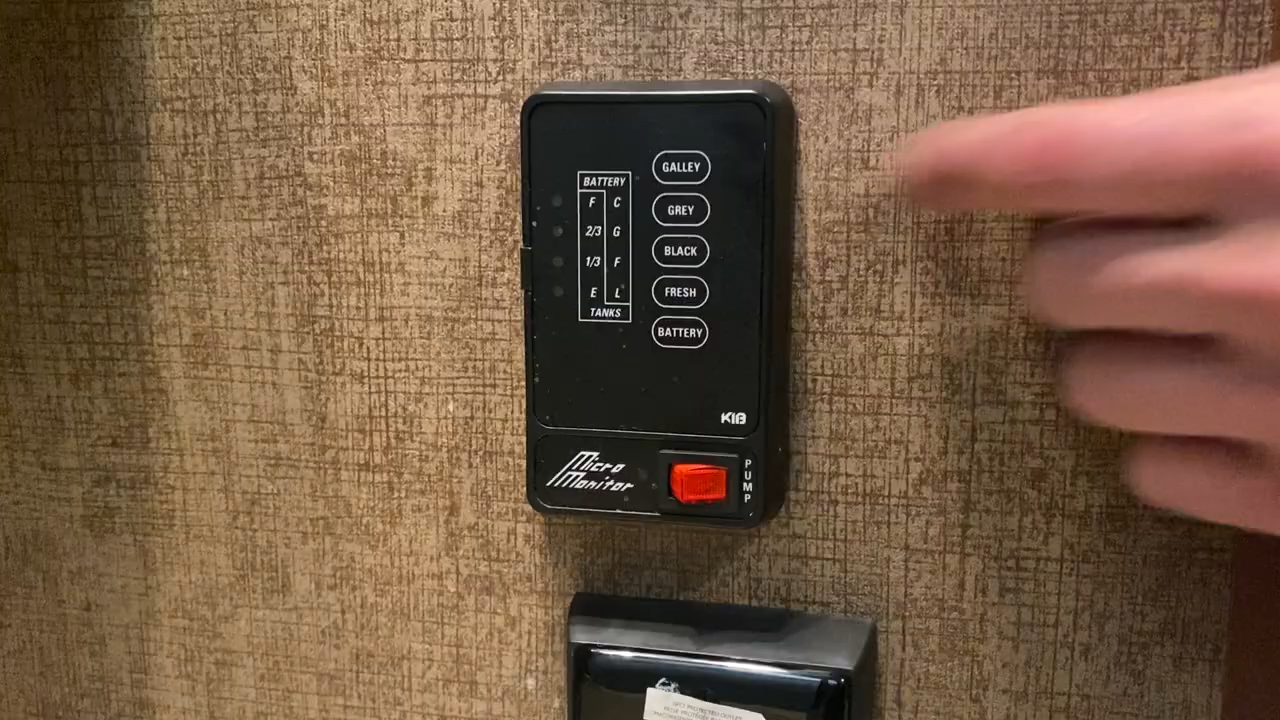 BATTERY
F C
2/3 G
1/3 F
E L
TANKS
GALLEY
GREY
BLACK
FRESH
BATTERY
KIB
Micro
Monitor
PUMP